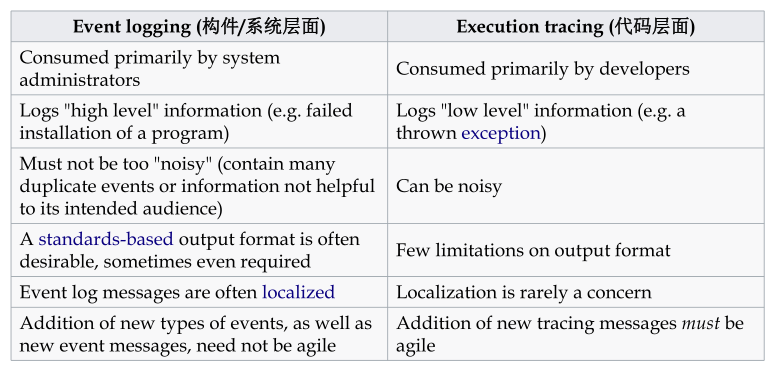 Event logging (构件/系统层面)
Execution tracing (代码层面)
Consumed primarily by system
administrators
Consumed primarily by developers
Logs "high level" information (e.g. failed
installation of a program)
Logs "low level" information (e.g. a
thrown exception)
Must not be too "noisy" (contain many
duplicate events or information not helpful
to its intended audience)
Can be noisy
A standards-based output format is often
desirable, sometimes even required
Few limitations on output format
Event log messages are often localized
Localization is rarely a concern
Addition of new types of events, as well as
new event messages, need not be agile
Addition of new tracing messages must be
agile